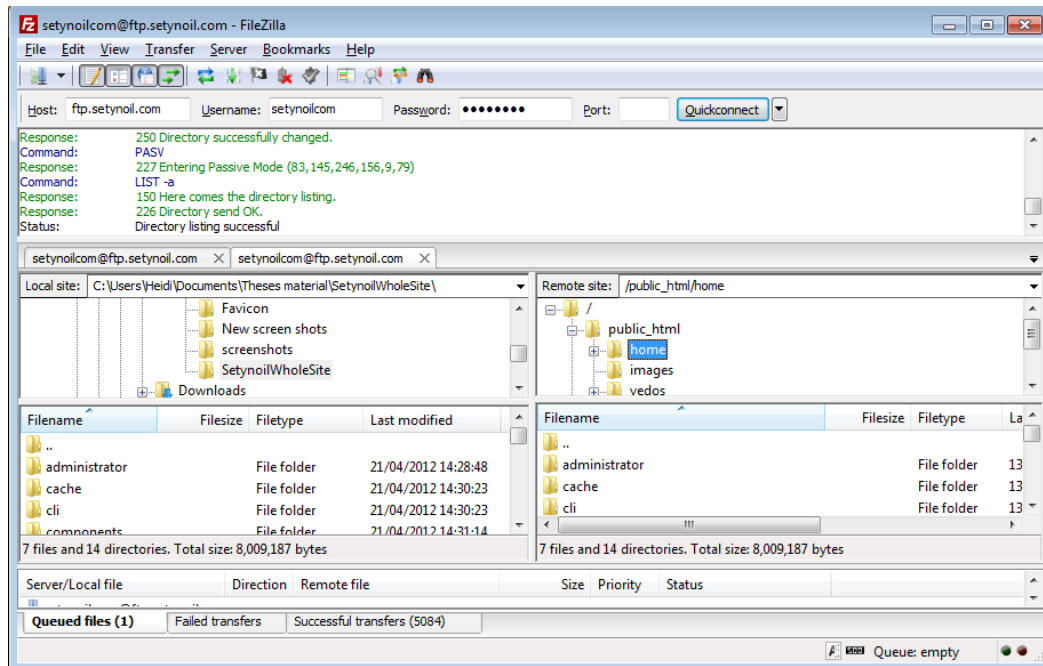 setynoilcom@ftp.setynoil.com - FileZilla
File Edit View Transfer Server Bookmarks Help
Host: ftp.setynoil.com Username: setynoilcom Password: ●●●●●●●● Port: Quickconnect
Response: 250 Directory successfully changed.
Command: PASV
Response: 227 Entering Passive Mode (83,145,246,156,9,79)
Command: LIST -a
Response: 150 Here comes the directory listing.
Response: 226 Directory send OK.
Status: Directory listing successful
setynoilcom@ftp.setynoil.com setynoilcom@ftp.setynoil.com
Local site: C:\Users\Heidi\Documents\Theses material\SetynoilWholeSite\
Favicon
New screen shots
screenshots
SetynoilWholeSite
Downloads
Filename Filesize Filetype Last modified
..
administrator File folder 21/04/2012 14:28:48
cache File folder 21/04/2012 14:30:23
cli File folder 21/04/2012 14:30:23
components File folder 21/04/2012 14:31:14
7 files and 14 directories. Total size: 8,009,187 bytes
Remote site: /public_html/home
/
public_html
home
images
vedos
Filename Filesize Filetype La
..
administrator File folder 13
cache File folder 13
cli File folder 13
7 files and 14 directories. Total size: 8,009,187 bytes
Server/Local file Direction Remote file Size Priority Status
Queued files (1) Failed transfers Successful transfers (5084)
Queue: empty